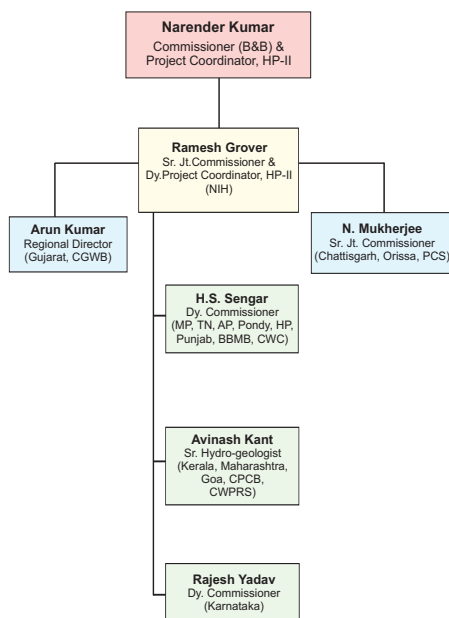 Narender Kumar
Commissioner (B&B) &
Project Coordinator, HP-II
Ramesh Grover
Sr. Jt.Commissioner &
Dy.Project Coordinator, HP-II
(NIH)
Arun Kumar
Regional Director
(Gujarat, CGWB)
N. Mukherjee
Sr. Jt. Commissioner
(Chattisgarh, Orissa, PCS)
H.S. Sengar
Dy. Commissioner
(MP, TN, AP, Pondy, HP,
Punjab, BBMB, CWC)
Avinash Kant
Sr. Hydro-geologist
(Kerala, Maharashtra,
Goa, CPCB,
CWPRS)
Rajesh Yadav
Dy. Commissioner
(Karnataka)